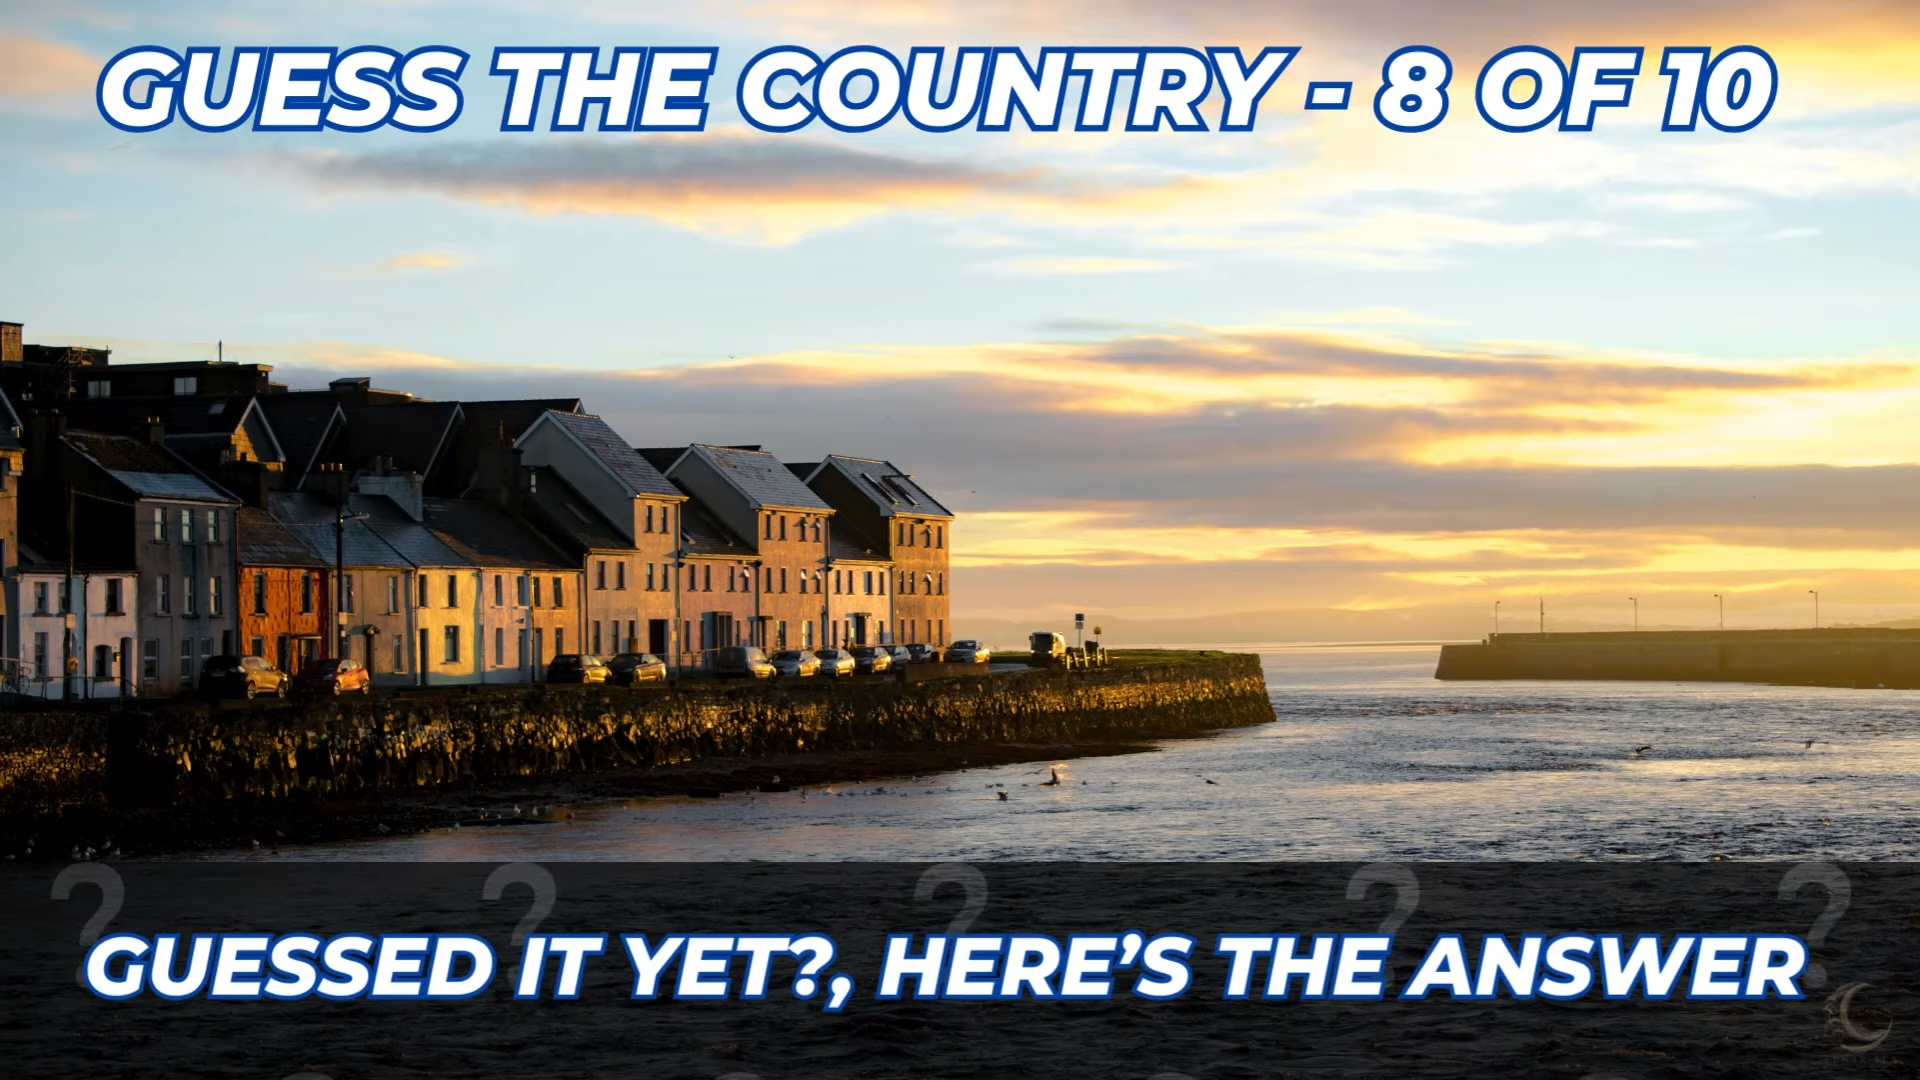 GUESS THE COUNTRY - 8 OF 10
?
?
?
?
?
GUESSED IT YET?, HERE'S THE ANSWER